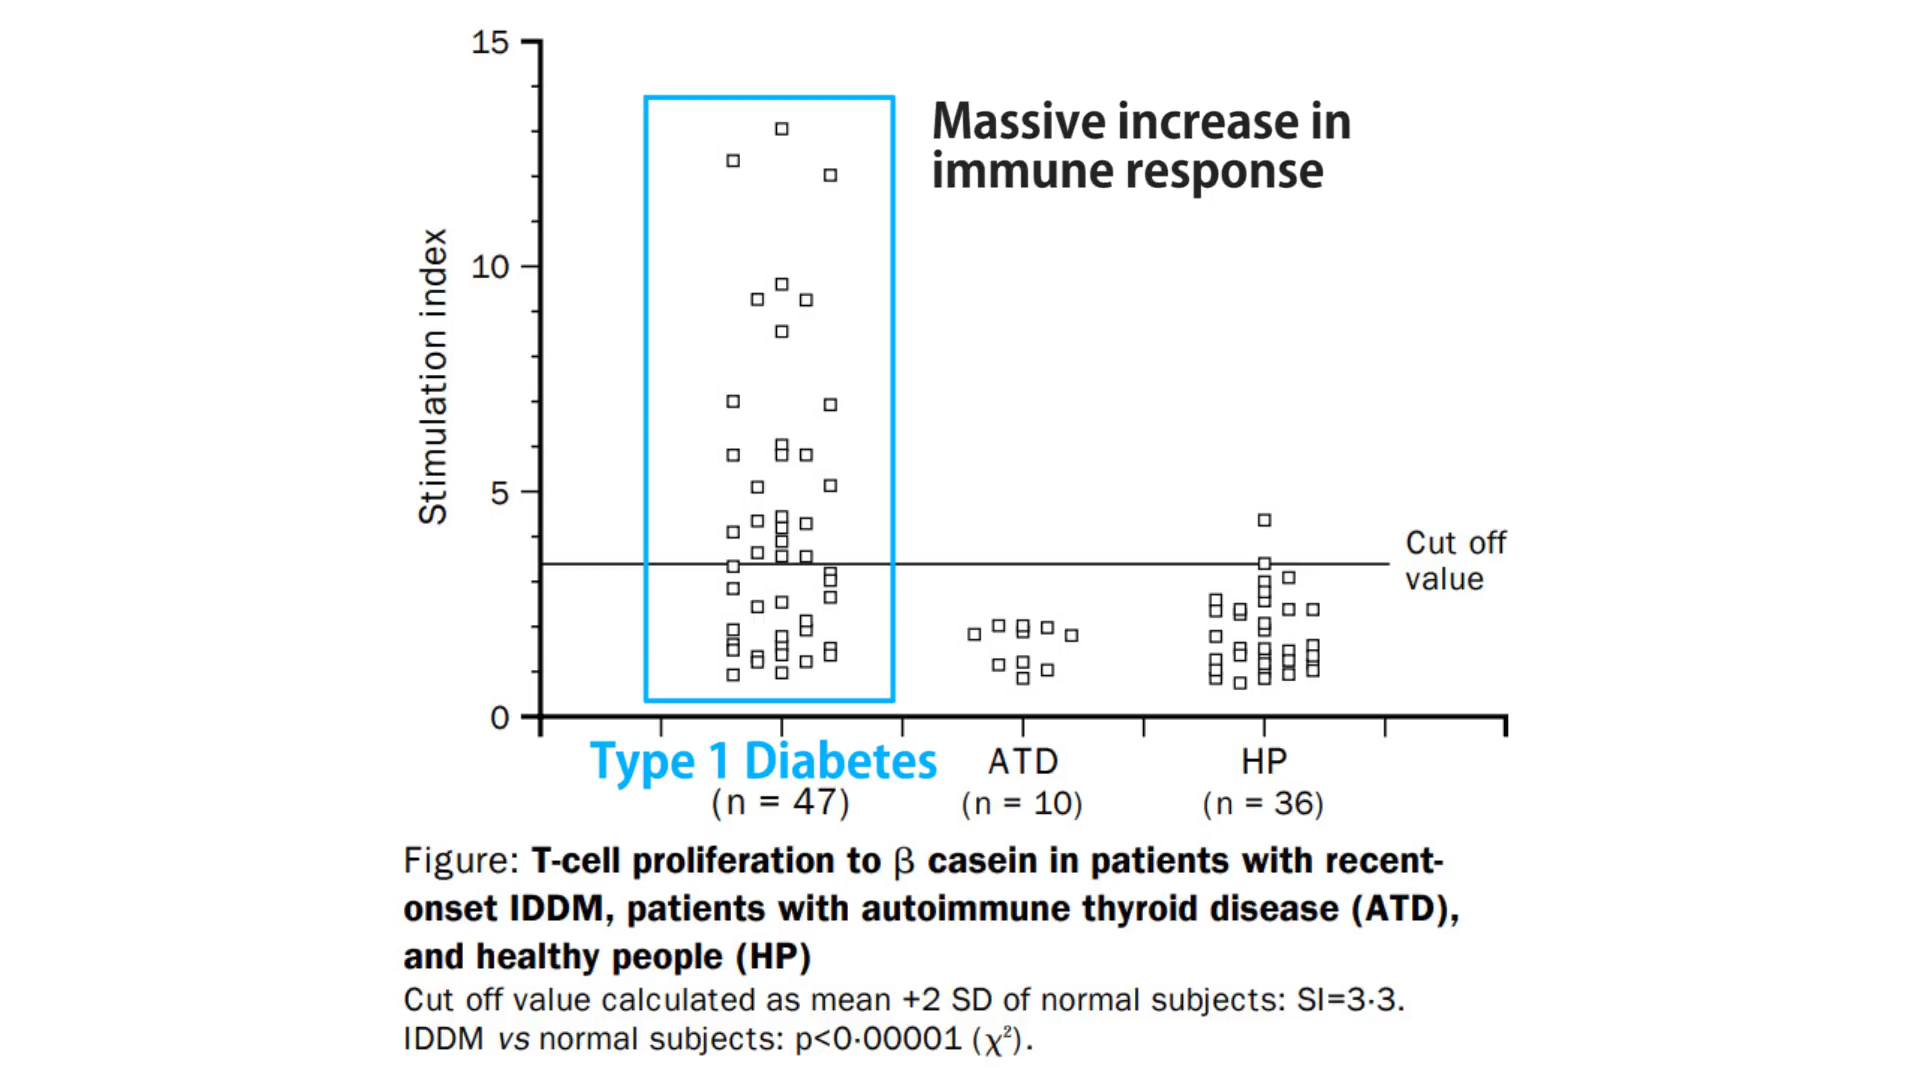 15
Massive increase in
immune response
10
Stimulation index
5
Cut off
value
0
Type 1 Diabetes
ATD
HP
(n = 47)
(n = 10)
(n = 36)
Figure: T-cell proliferation to β casein in patients with recent-
onset IDDM, patients with autoimmune thyroid disease (ATD),
and healthy people (HP)
Cut off value calculated as mean +2 SD of normal subjects: SI=3·3.
IDDM vs normal subjects: p<0·00001 (χ²).